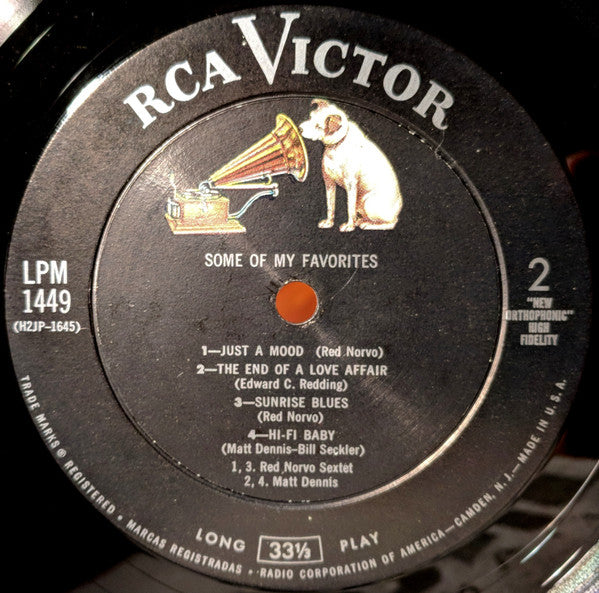 RCA VICTOR
SOME OF MY FAVORITES
LPM
1449
(H2JP-1645)
2
"NEW
ORTHOPHONIC"
HIGH
FIDELITY
1—JUST A MOOD (Red Norvo)
2—THE END OF A LOVE AFFAIR
(Edward C. Redding)
3—SUNRISE BLUES
(Red Norvo)
4—HI-FI BABY
(Matt Dennis–Bill Seckler)
1, 3. Red Norvo Sextet
2, 4. Matt Dennis
LONG 33⅓ PLAY
TRADE MARKS ® REGISTERED • MARCAS REGISTRADAS • RADIO CORPORATION OF AMERICA—CAMDEN, N.J.—MADE IN U.S.A.